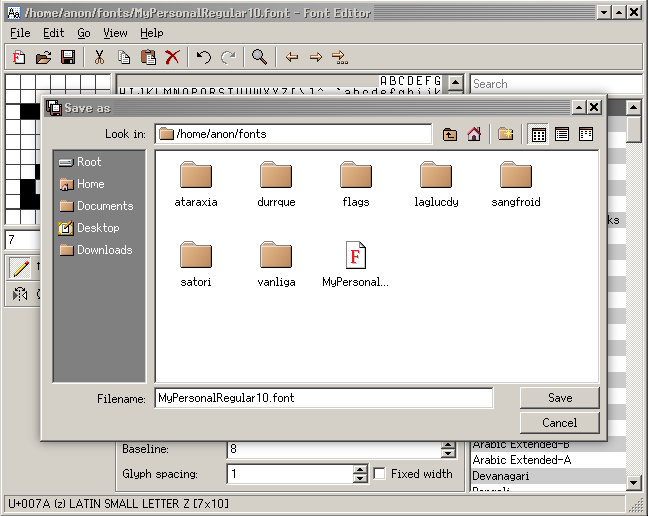 /home/anon/fonts/MyPersonalRegular10.font - Font Editor
File Edit Go View Help
ABCDEFG
HIJKLMNOPQRSTUVWXYZ[\]^_`abcdefghijk
Search
Save as
Look in: /home/anon/fonts
Root
Home
Documents
Desktop
Downloads
ataraxia durrque flags laglucdy sangfroid
satori vanliga MyPersonal...
ks
7
Filename: MyPersonalRegular10.font Save
Cancel
Baseline: 8
Glyph spacing: 1 Fixed width
Arabic Extended-B
Arabic Extended-A
Devanagari
Bengali
U+007A (z) LATIN SMALL LETTER Z [7x10]